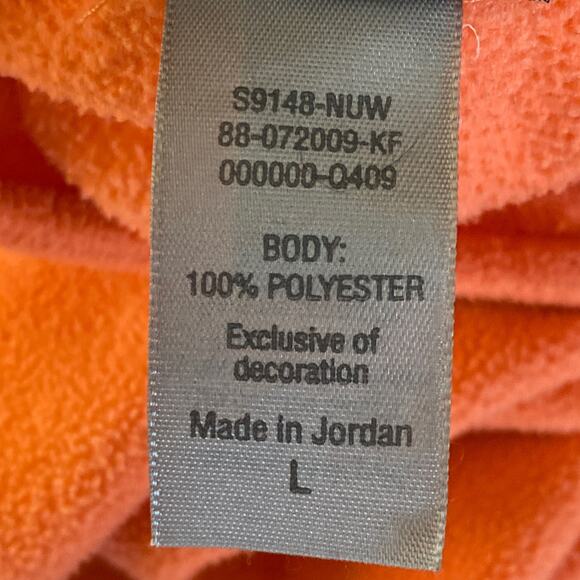 S9148-NUW
88-072009-KF
000000-Q409
BODY:
100% POLYESTER
Exclusive of
decoration
Made in Jordan
L